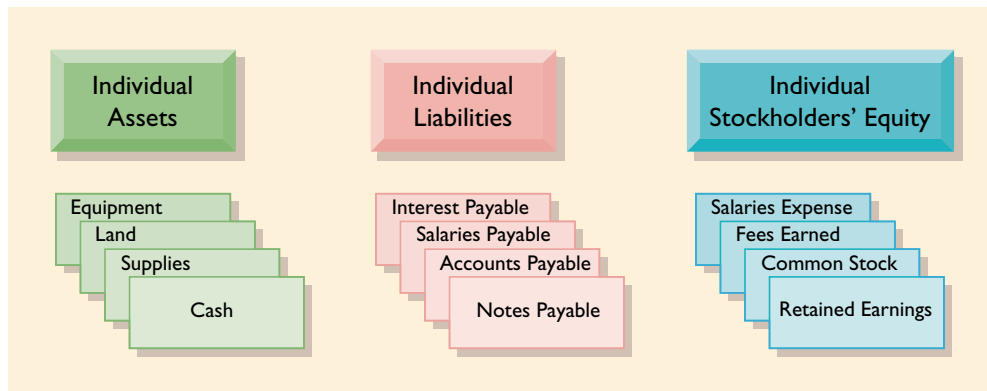 Individual
Assets
Individual
Liabilities
Individual
Stockholders’ Equity
Equipment
Land
Supplies
Cash
Interest Payable
Salaries Payable
Accounts Payable
Notes Payable
Salaries Expense
Fees Earned
Common Stock
Retained Earnings